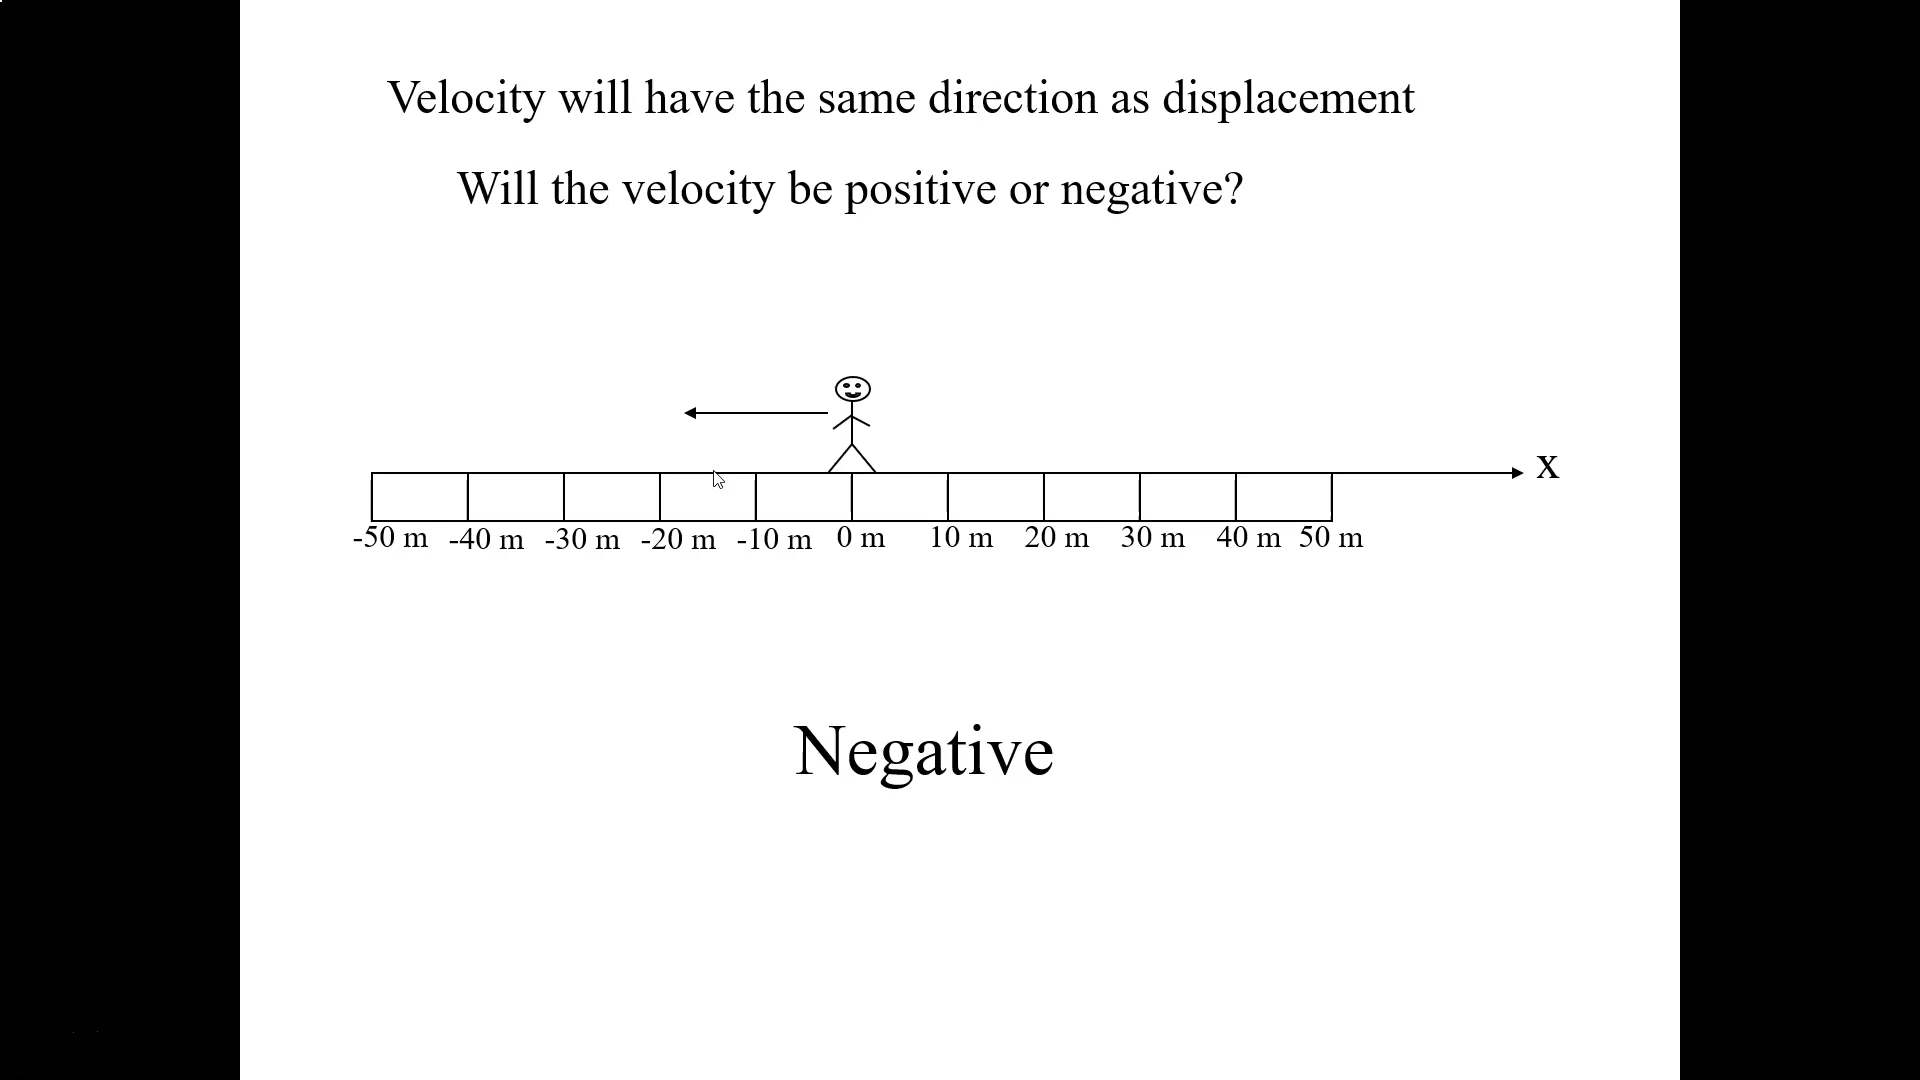 Velocity will have the same direction as displacement
Will the velocity be positive or negative?
x
-50 m -40 m -30 m -20 m -10 m 0 m 10 m 20 m 30 m 40 m 50 m
Negative